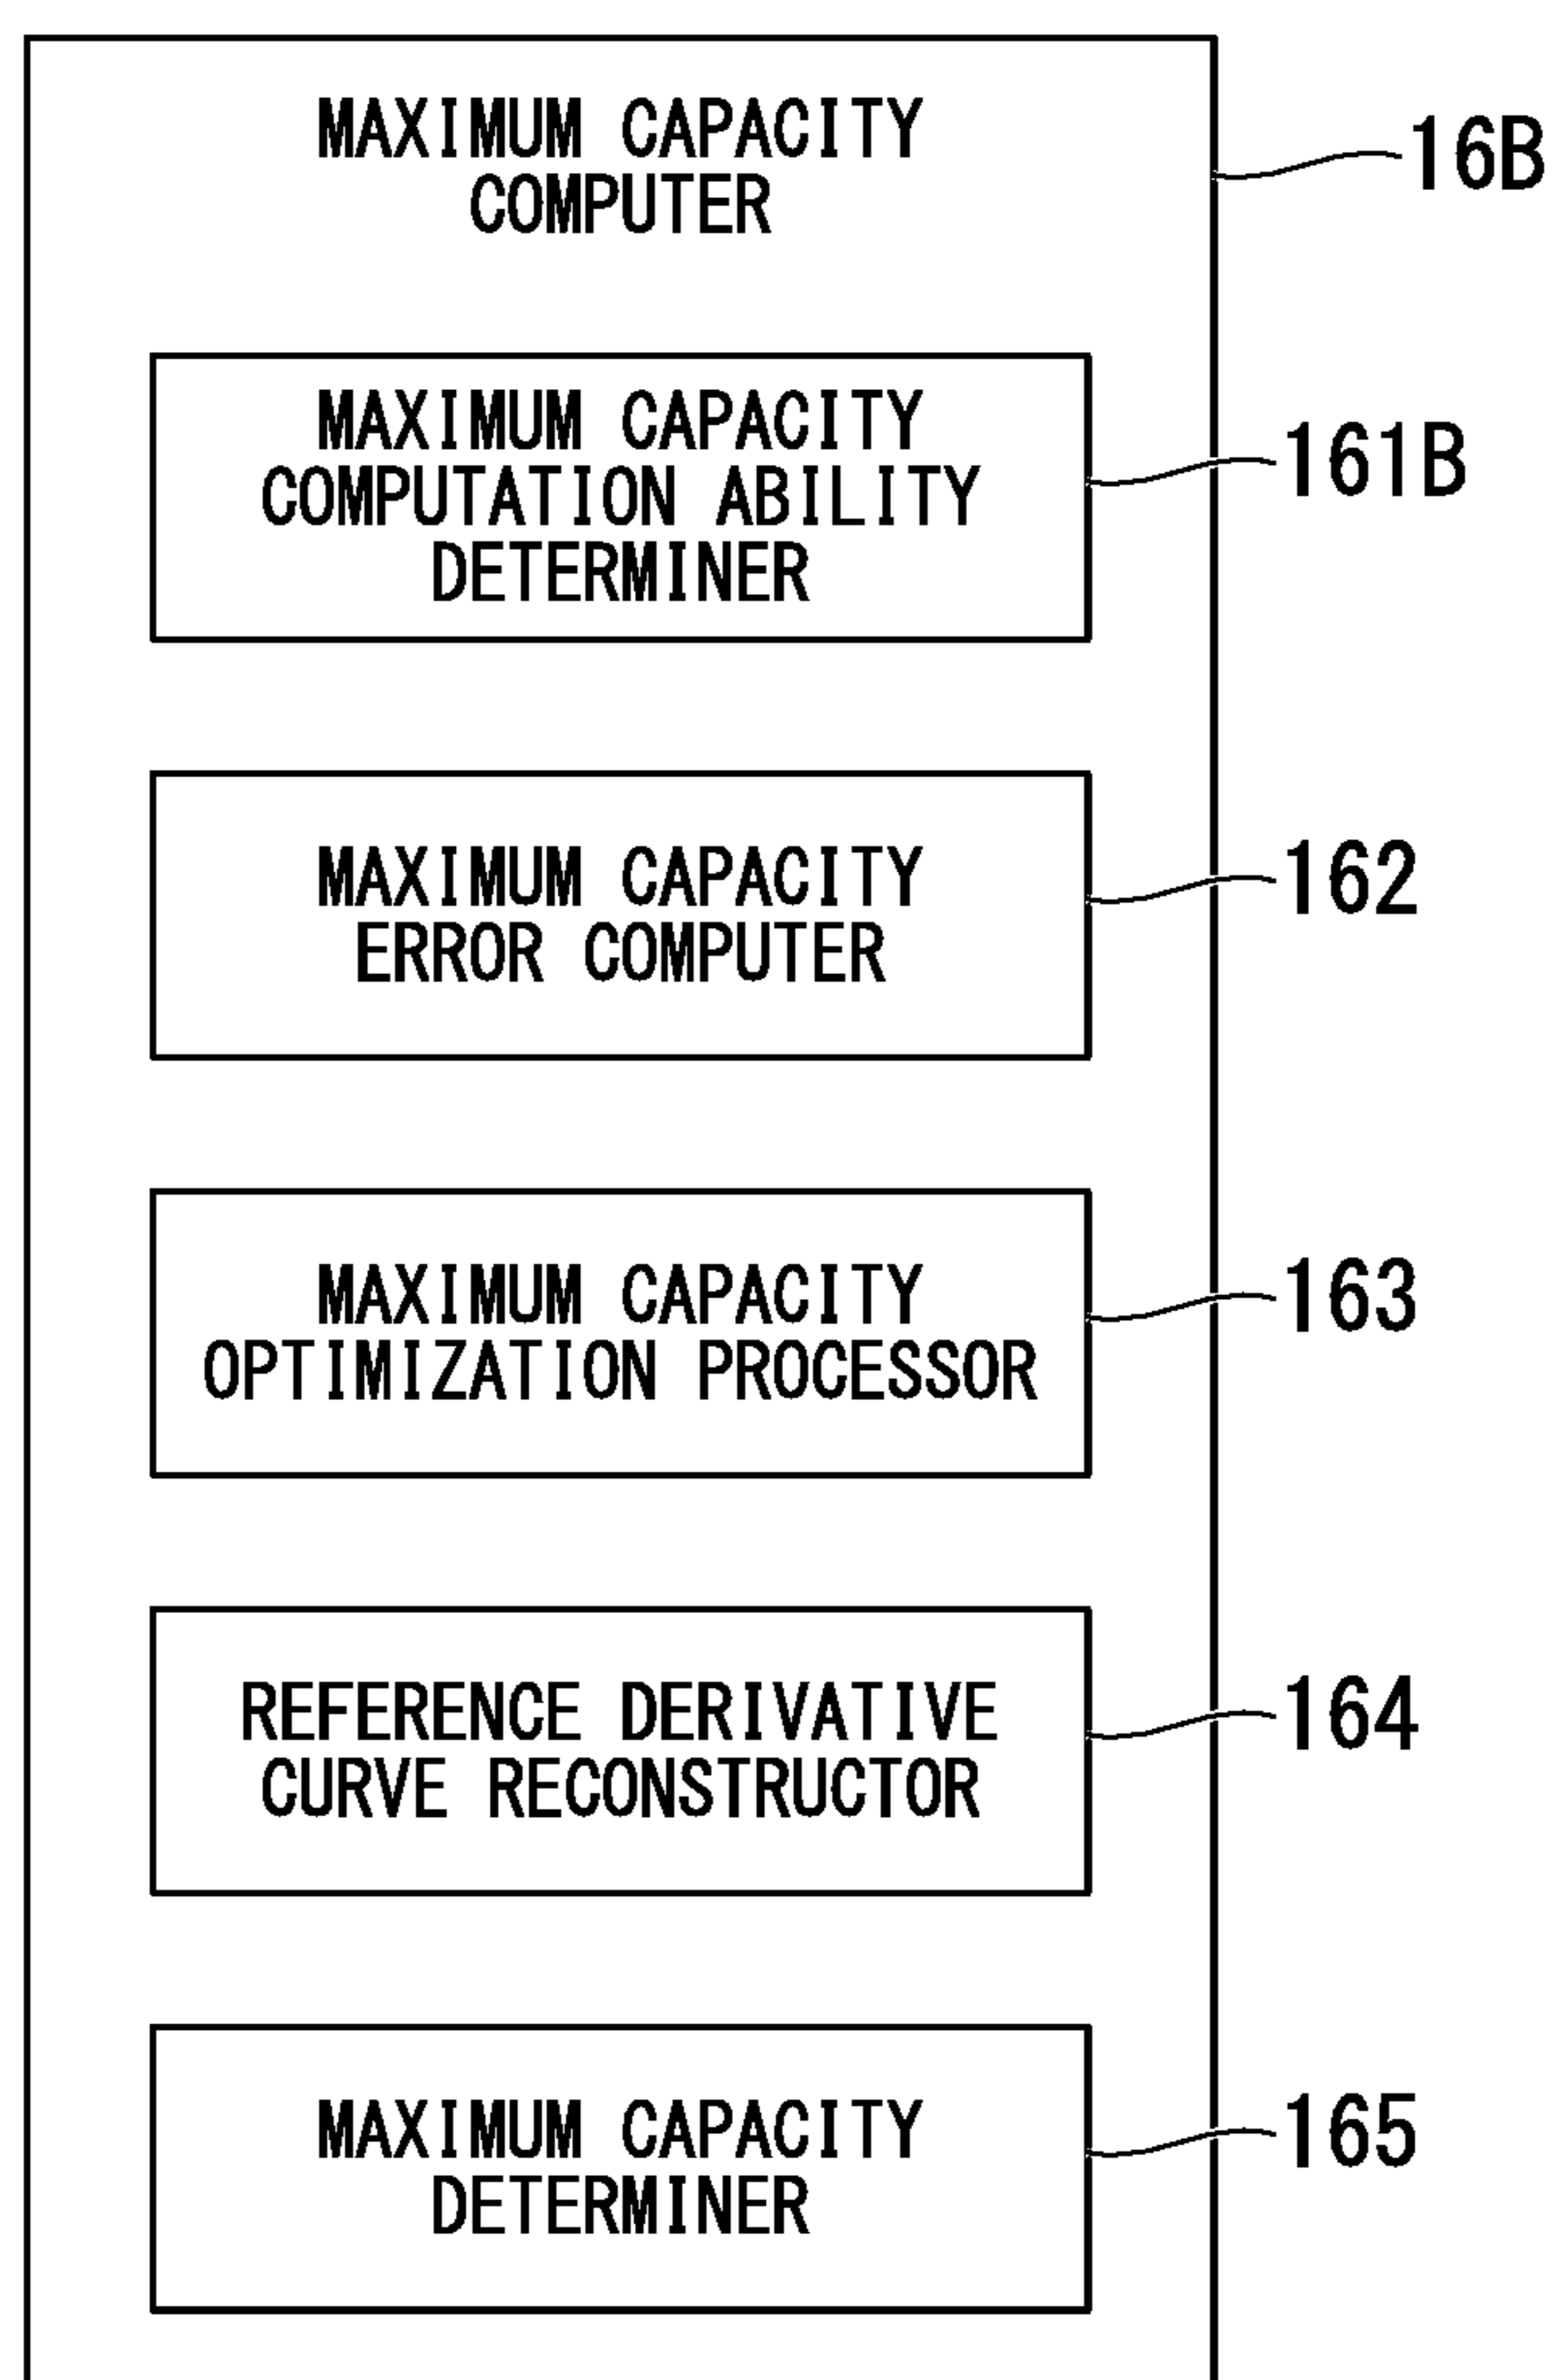 MAXIMUM CAPACITY
COMPUTER
16B
MAXIMUM CAPACITY
COMPUTATION ABILITY
DETERMINER
161B
MAXIMUM CAPACITY
ERROR COMPUTER
162
MAXIMUM CAPACITY
OPTIMIZATION PROCESSOR
163
REFERENCE DERIVATIVE
CURVE RECONSTRUCTOR
164
MAXIMUM CAPACITY
DETERMINER
165